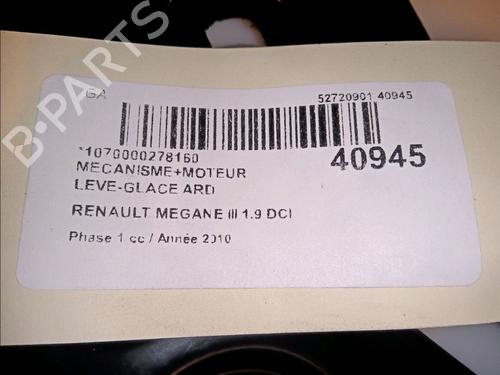 GA
52720901 40945
*1070000278160
40945
MECANISME+MOTEUR
LEVE-GLACE ARD
RENAULT MEGANE III 1.9 DCI
Phase 1 cc / Année 2010
B-PARTS